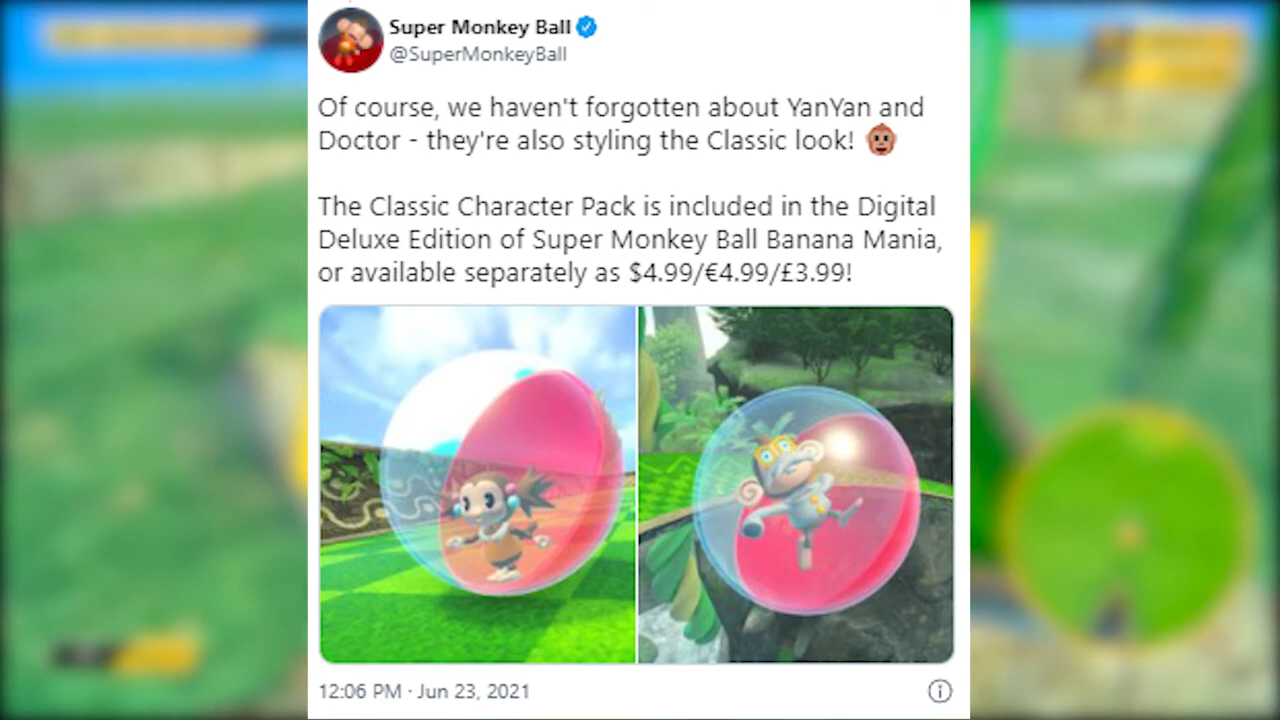 Super Monkey Ball
@SuperMonkeyBall
Of course, we haven't forgotten about YanYan and
Doctor - they're also styling the Classic look! 🐵
The Classic Character Pack is included in the Digital
Deluxe Edition of Super Monkey Ball Banana Mania,
or available separately as $4.99/€4.99/£3.99!
12:06 PM · Jun 23, 2021